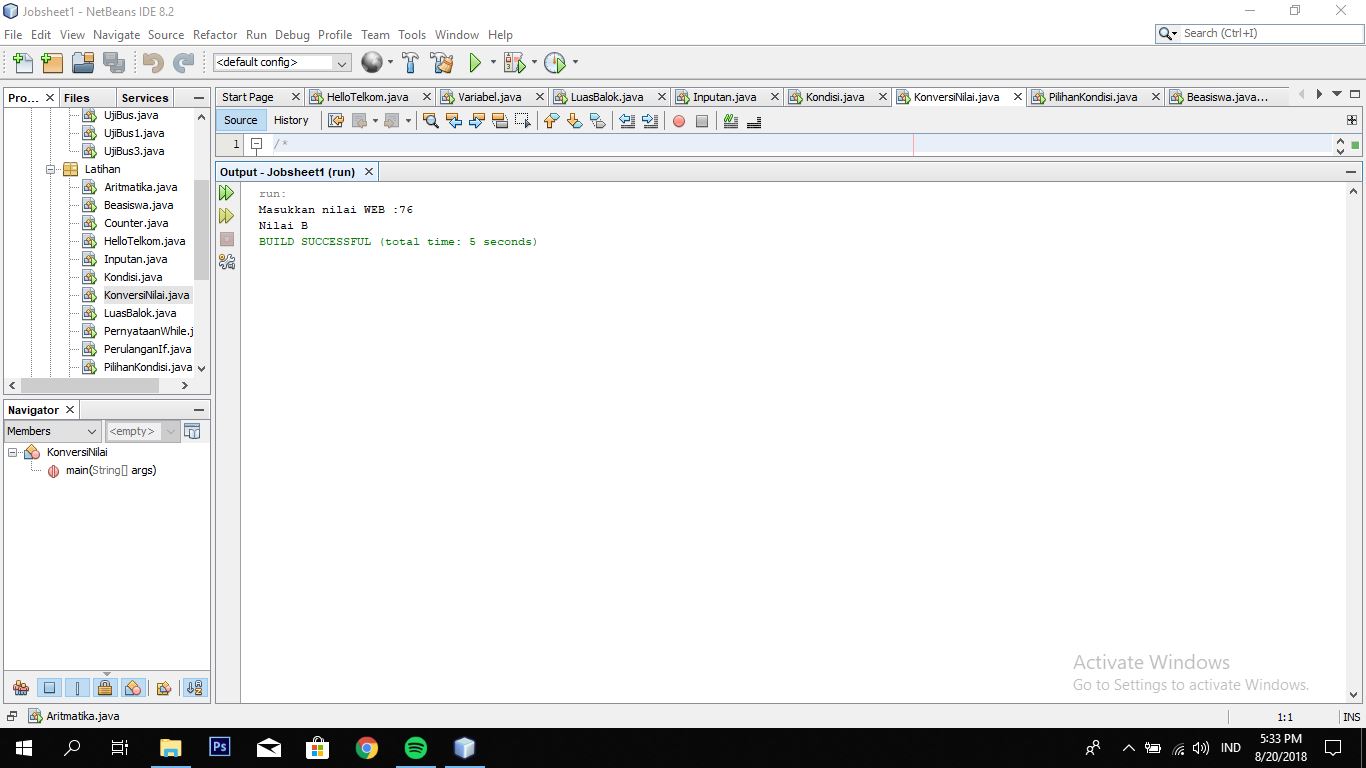 Jobsheet1 - NetBeans IDE 8.2
File Edit View Navigate Source Refactor Run Debug Profile Team Tools Window Help
Search (Ctrl+I)
<default config>
Pro... Files Services
Start Page HelloTelkom.java Variabel.java LuasBalok.java Inputan.java Kondisi.java KonversiNilai.java PilihanKondisi.java Beasiswa.java...
Source History
1 /*
UjiBus.java
UjiBus1.java
UjiBus3.java
Latihan
Aritmatika.java
Beasiswa.java
Counter.java
HelloTelkom.java
Inputan.java
Kondisi.java
KonversiNilai.java
LuasBalok.java
PernyataanWhile.j
PerulanganIf.java
PilihanKondisi.java
Output - Jobsheet1 (run)
run:
Masukkan nilai WEB :76
Nilai B
BUILD SUCCESSFUL (total time: 5 seconds)
Navigator
Members <empty>
KonversiNilai
main(String[] args)
Activate Windows
Go to Settings to activate Windows.
Aritmatika.java
1:1 INS
Ps
IND
5:33 PM
8/20/2018